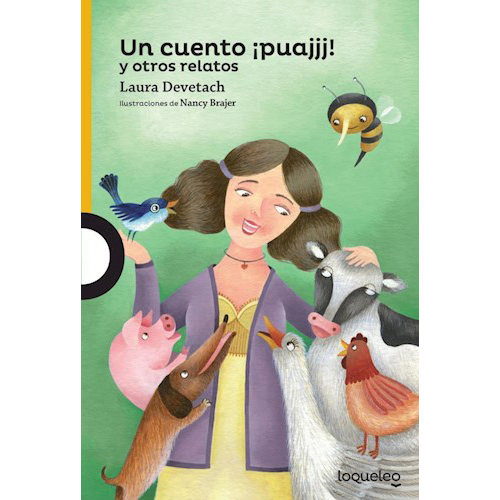 Un cuento ¡puajjj!
y otros relatos
Laura Devetach
Ilustraciones de Nancy Brajer
loqueleo